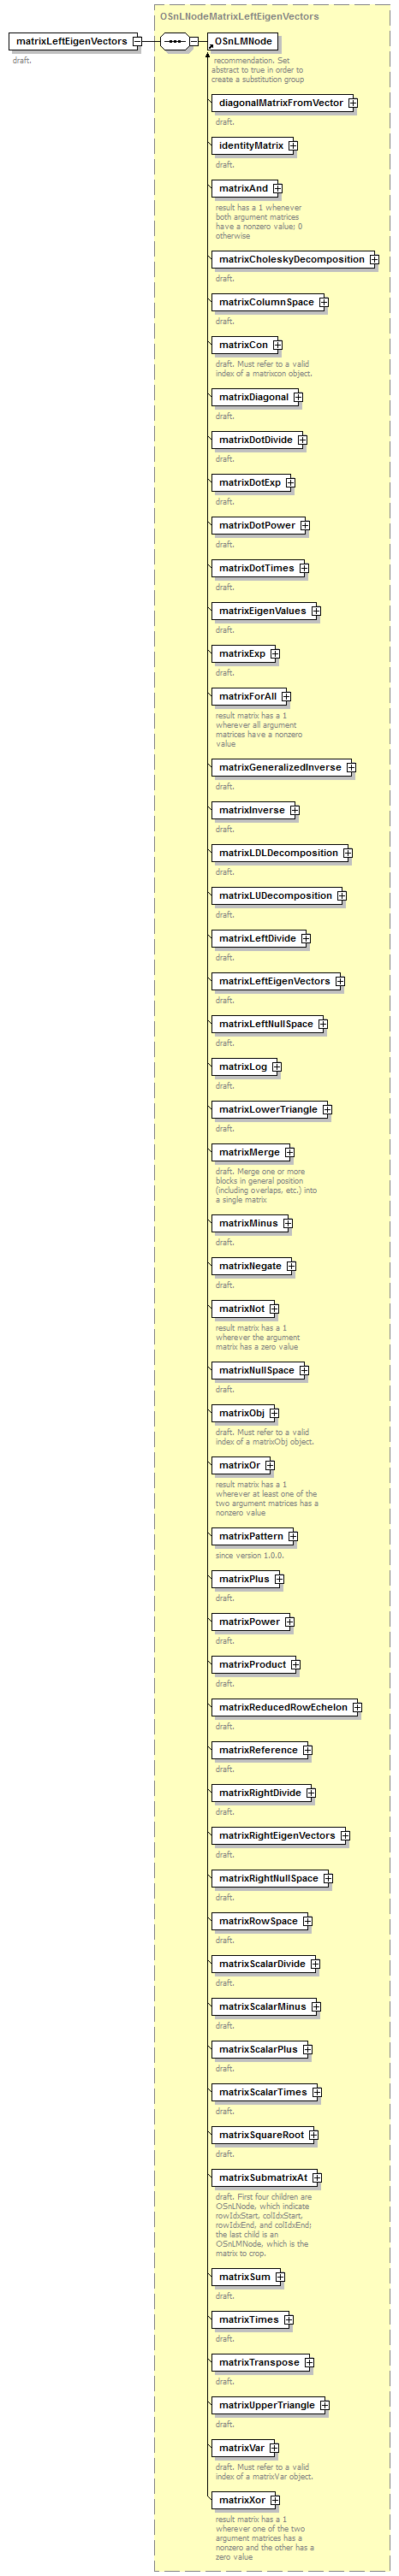 OSnLNodeMatrixLeftEigenVectors
matrixLeftEigenVectors
draft.
OSnLMNode
recommendation. Set
abstract to true in order to
create a substitution group
diagonalMatrixFromVector
draft.
identityMatrix
draft.
matrixAnd
result has a 1 whenever
both argument matrices
have a nonzero value; 0
otherwise
matrixCholeskyDecomposition
draft.
matrixColumnSpace
draft.
matrixCon
draft. Must refer to a valid
index of a matrixcon object.
matrixDiagonal
draft.
matrixDotDivide
draft.
matrixDotExp
draft.
matrixDotPower
draft.
matrixDotTimes
draft.
matrixEigenValues
draft.
matrixExp
draft.
matrixForAll
result matrix has a 1
wherever all argument
matrices have a nonzero
value
matrixGeneralizedInverse
draft.
matrixInverse
draft.
matrixLDLDecomposition
draft.
matrixLUDecomposition
draft.
matrixLeftDivide
draft.
matrixLeftEigenVectors
draft.
matrixLeftNullSpace
draft.
matrixLog
draft.
matrixLowerTriangle
draft.
matrixMerge
draft. Merge one or more
blocks in general position
(including overlaps, etc.) into
a single matrix
matrixMinus
draft.
matrixNegate
draft.
matrixNot
result matrix has a 1
wherever the argument
matrix has a zero value
matrixNullSpace
draft.
matrixObj
draft. Must refer to a valid
index of a matrixObj object.
matrixOr
result matrix has a 1
wherever at least one of the
two argument matrices has a
nonzero value
matrixPattern
since version 1.0.0.
matrixPlus
draft.
matrixPower
draft.
matrixProduct
draft.
matrixReducedRowEchelon
draft.
matrixReference
draft.
matrixRightDivide
draft.
matrixRightEigenVectors
draft.
matrixRightNullSpace
draft.
matrixRowSpace
draft.
matrixScalarDivide
draft.
matrixScalarMinus
draft.
matrixScalarPlus
draft.
matrixScalarTimes
draft.
matrixSquareRoot
draft.
matrixSubmatrixAt
draft. First four children are
OSnLNode, which indicate
rowIdxStart, colIdxStart,
rowIdxEnd, and colIdxEnd;
the last child is an
OSnLMNode, which is the
matrix to crop.
matrixSum
draft.
matrixTimes
draft.
matrixTranspose
draft.
matrixUpperTriangle
draft.
matrixVar
draft. Must refer to a valid
index of a matrixVar object.
matrixXor
result matrix has a 1
wherever one of the two
argument matrices has a
nonzero and the other has a
zero value